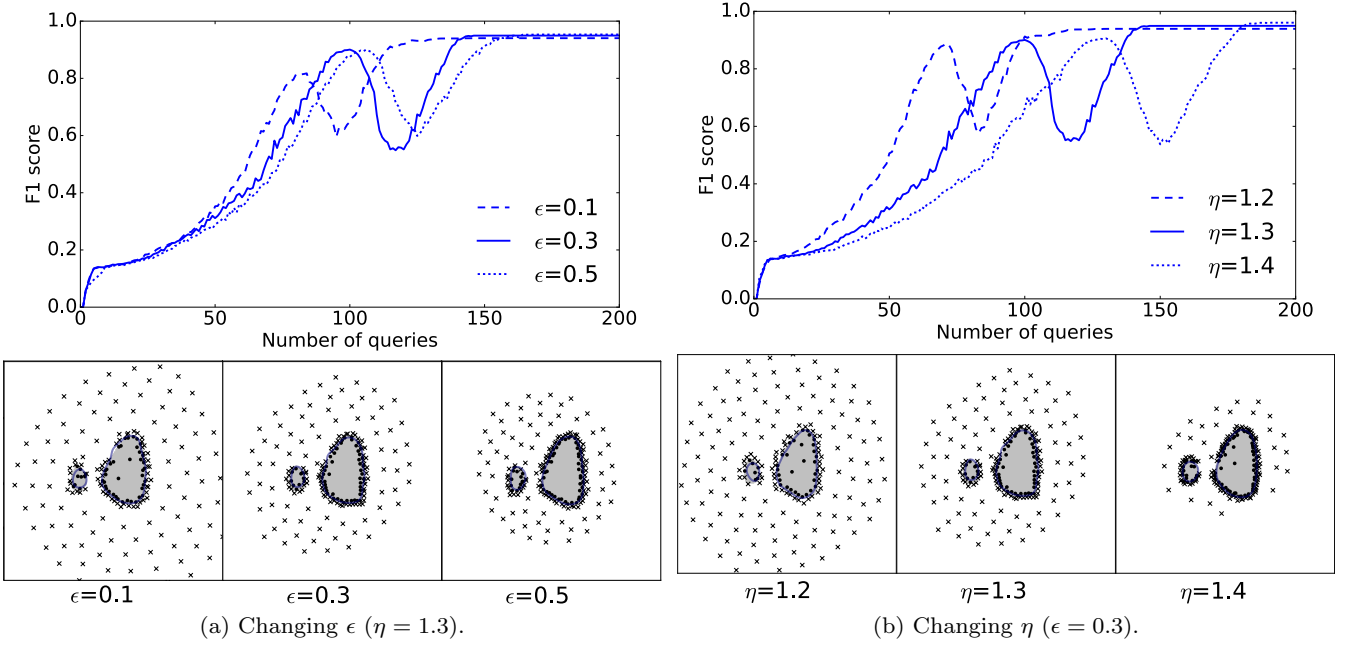 1.0
0.8
0.6
0.4
0.2
0.0
F1 score
ϵ=0.1
ϵ=0.3
ϵ=0.5
0 50 100 150 200
Number of queries
ϵ=0.1 ϵ=0.3 ϵ=0.5
(a) Changing ϵ (η = 1.3).
1.0
0.8
0.6
0.4
0.2
0.0
F1 score
η=1.2
η=1.3
η=1.4
0 50 100 150 200
Number of queries
η=1.2 η=1.3 η=1.4
(b) Changing η (ϵ = 0.3).